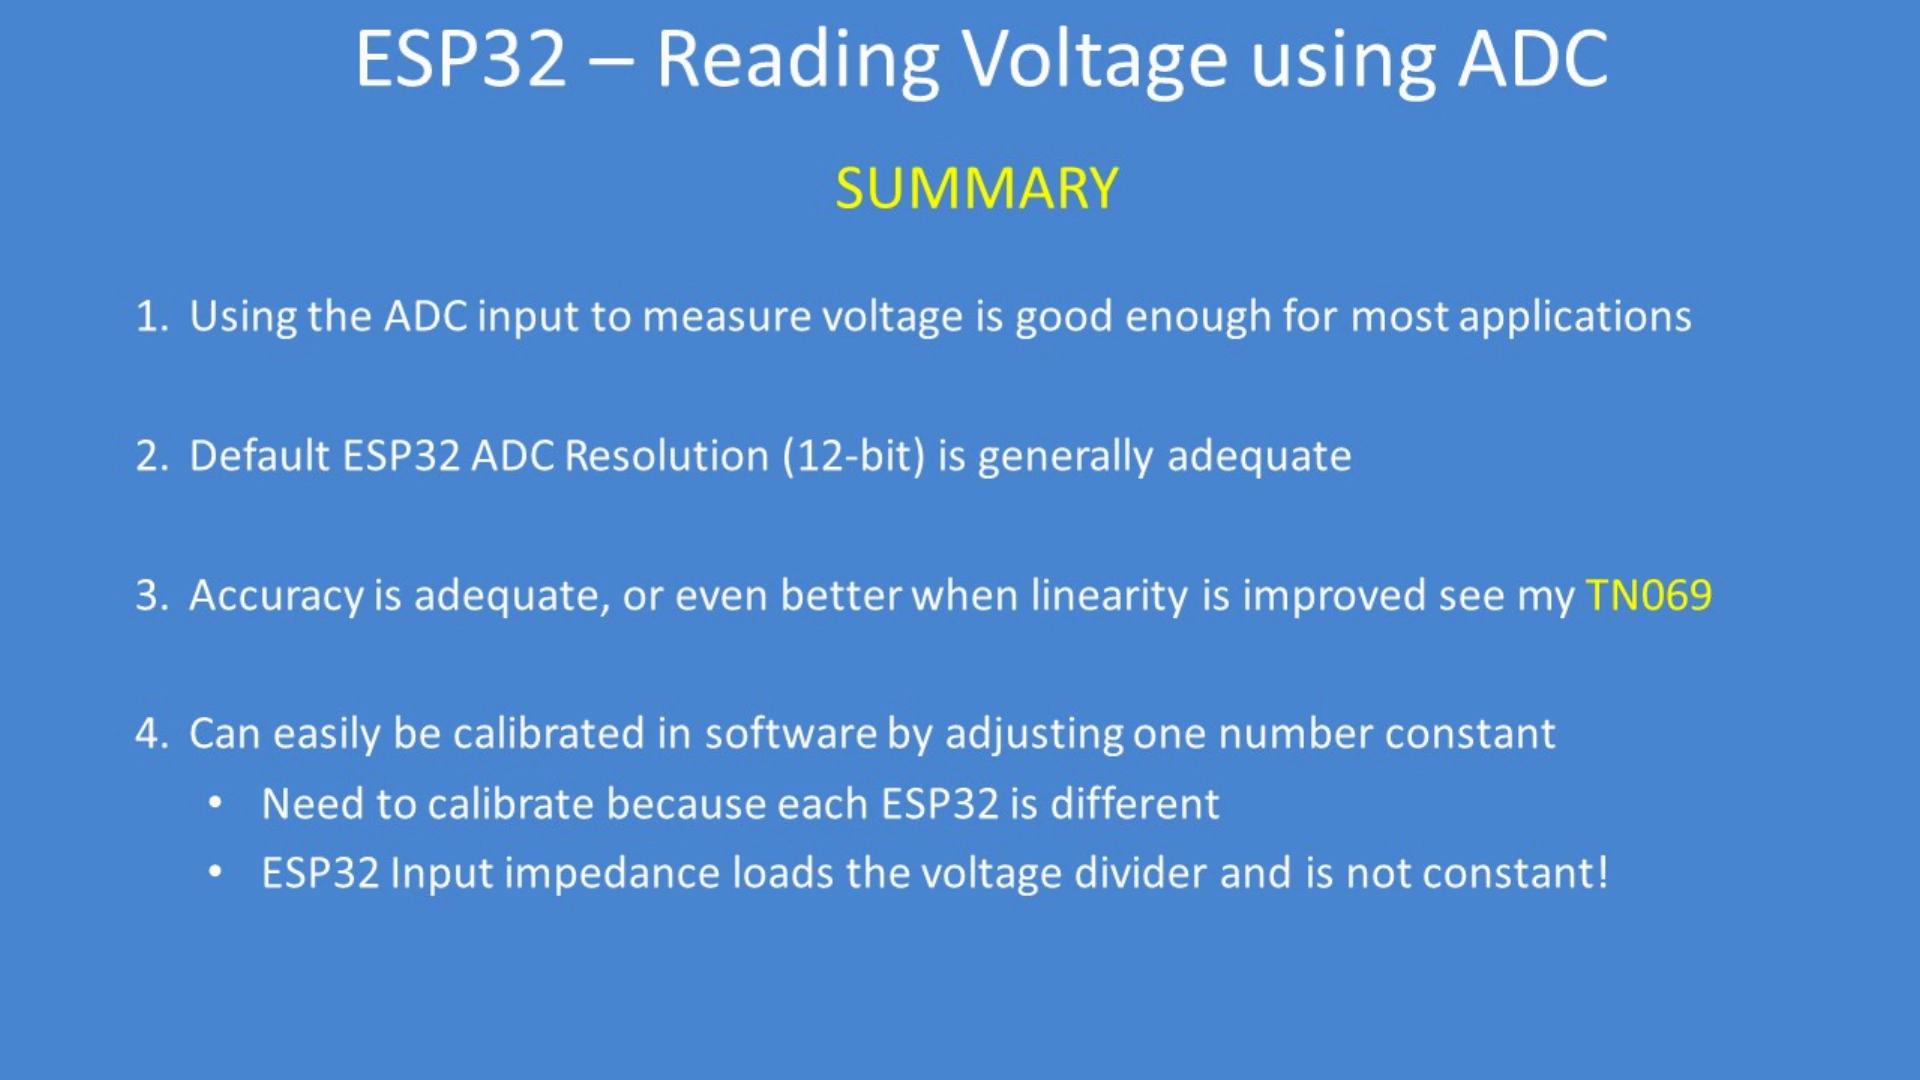 ESP32 – Reading Voltage using ADC
SUMMARY
1. Using the ADC input to measure voltage is good enough for most applications
2. Default ESP32 ADC Resolution (12-bit) is generally adequate
3. Accuracy is adequate, or even better when linearity is improved see my TN069
4. Can easily be calibrated in software by adjusting one number constant
• Need to calibrate because each ESP32 is different
• ESP32 Input impedance loads the voltage divider and is not constant!